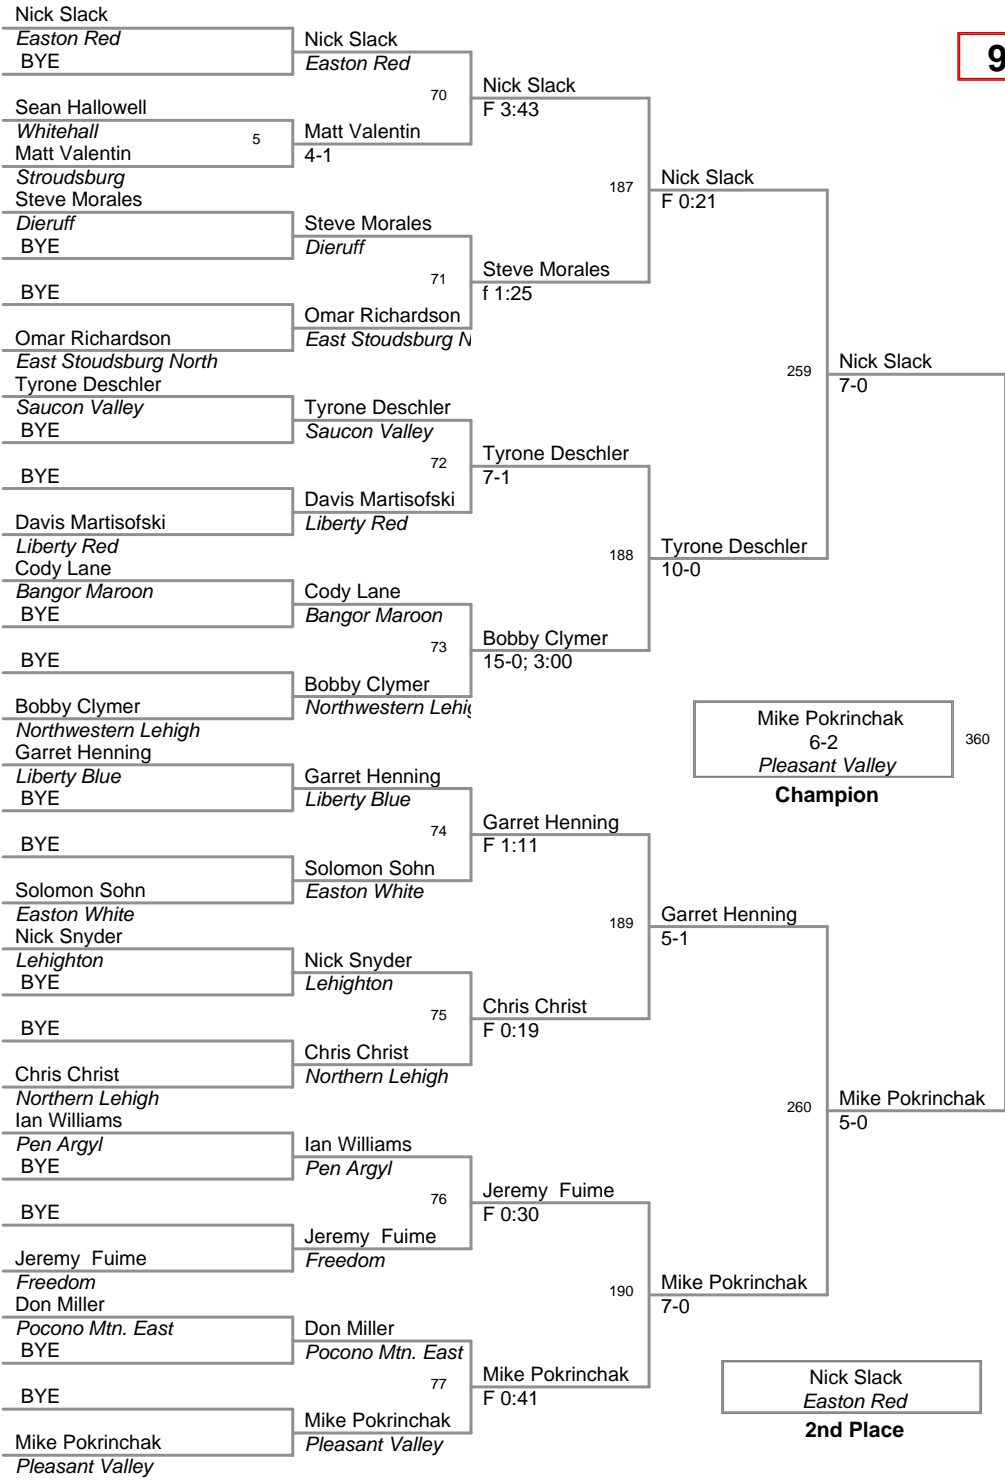 Nick Slack
Easton Red
BYE
Sean Hallowell
Whitehall
5
Matt Valentin
Stroudsburg
Steve Morales
Dieruff
BYE
BYE
Omar Richardson
East Stoudsburg North
Tyrone Deschler
Saucon Valley
BYE
BYE
Davis Martisofski
Liberty Red
Cody Lane
Bangor Maroon
BYE
BYE
Bobby Clymer
Northwestern Lehigh
Garret Henning
Liberty Blue
BYE
BYE
Solomon Sohn
Easton White
Nick Snyder
Lehighton
BYE
BYE
Chris Christ
Northern Lehigh
Ian Williams
Pen Argyl
BYE
BYE
Jeremy  Fuime
Freedom
Don Miller
Pocono Mtn. East
BYE
BYE
Mike Pokrinchak
Pleasant Valley
Nick Slack
Easton Red
70
Matt Valentin
4-1
Steve Morales
Dieruff
71
Omar Richardson
East Stoudsburg N
Tyrone Deschler
Saucon Valley
72
Davis Martisofski
Liberty Red
Cody Lane
Bangor Maroon
73
Bobby Clymer
Northwestern Lehig
Garret Henning
Liberty Blue
74
Solomon Sohn
Easton White
Nick Snyder
Lehighton
75
Chris Christ
Northern Lehigh
Ian Williams
Pen Argyl
76
Jeremy  Fuime
Freedom
Don Miller
Pocono Mtn. East
77
Mike Pokrinchak
Pleasant Valley
Nick Slack
F 3:43
187
Steve Morales
f 1:25
Tyrone Deschler
7-1
188
Bobby Clymer
15-0; 3:00
Garret Henning
F 1:11
189
Chris Christ
F 0:19
Jeremy  Fuime
F 0:30
190
Mike Pokrinchak
F 0:41
Nick Slack
F 0:21
259
Tyrone Deschler
10-0
Garret Henning
5-1
260
Mike Pokrinchak
7-0
9
Nick Slack
7-0
Mike Pokrinchak
6-2
Pleasant Valley
360
Champion
Mike Pokrinchak
5-0
Nick Slack
Easton Red
2nd Place